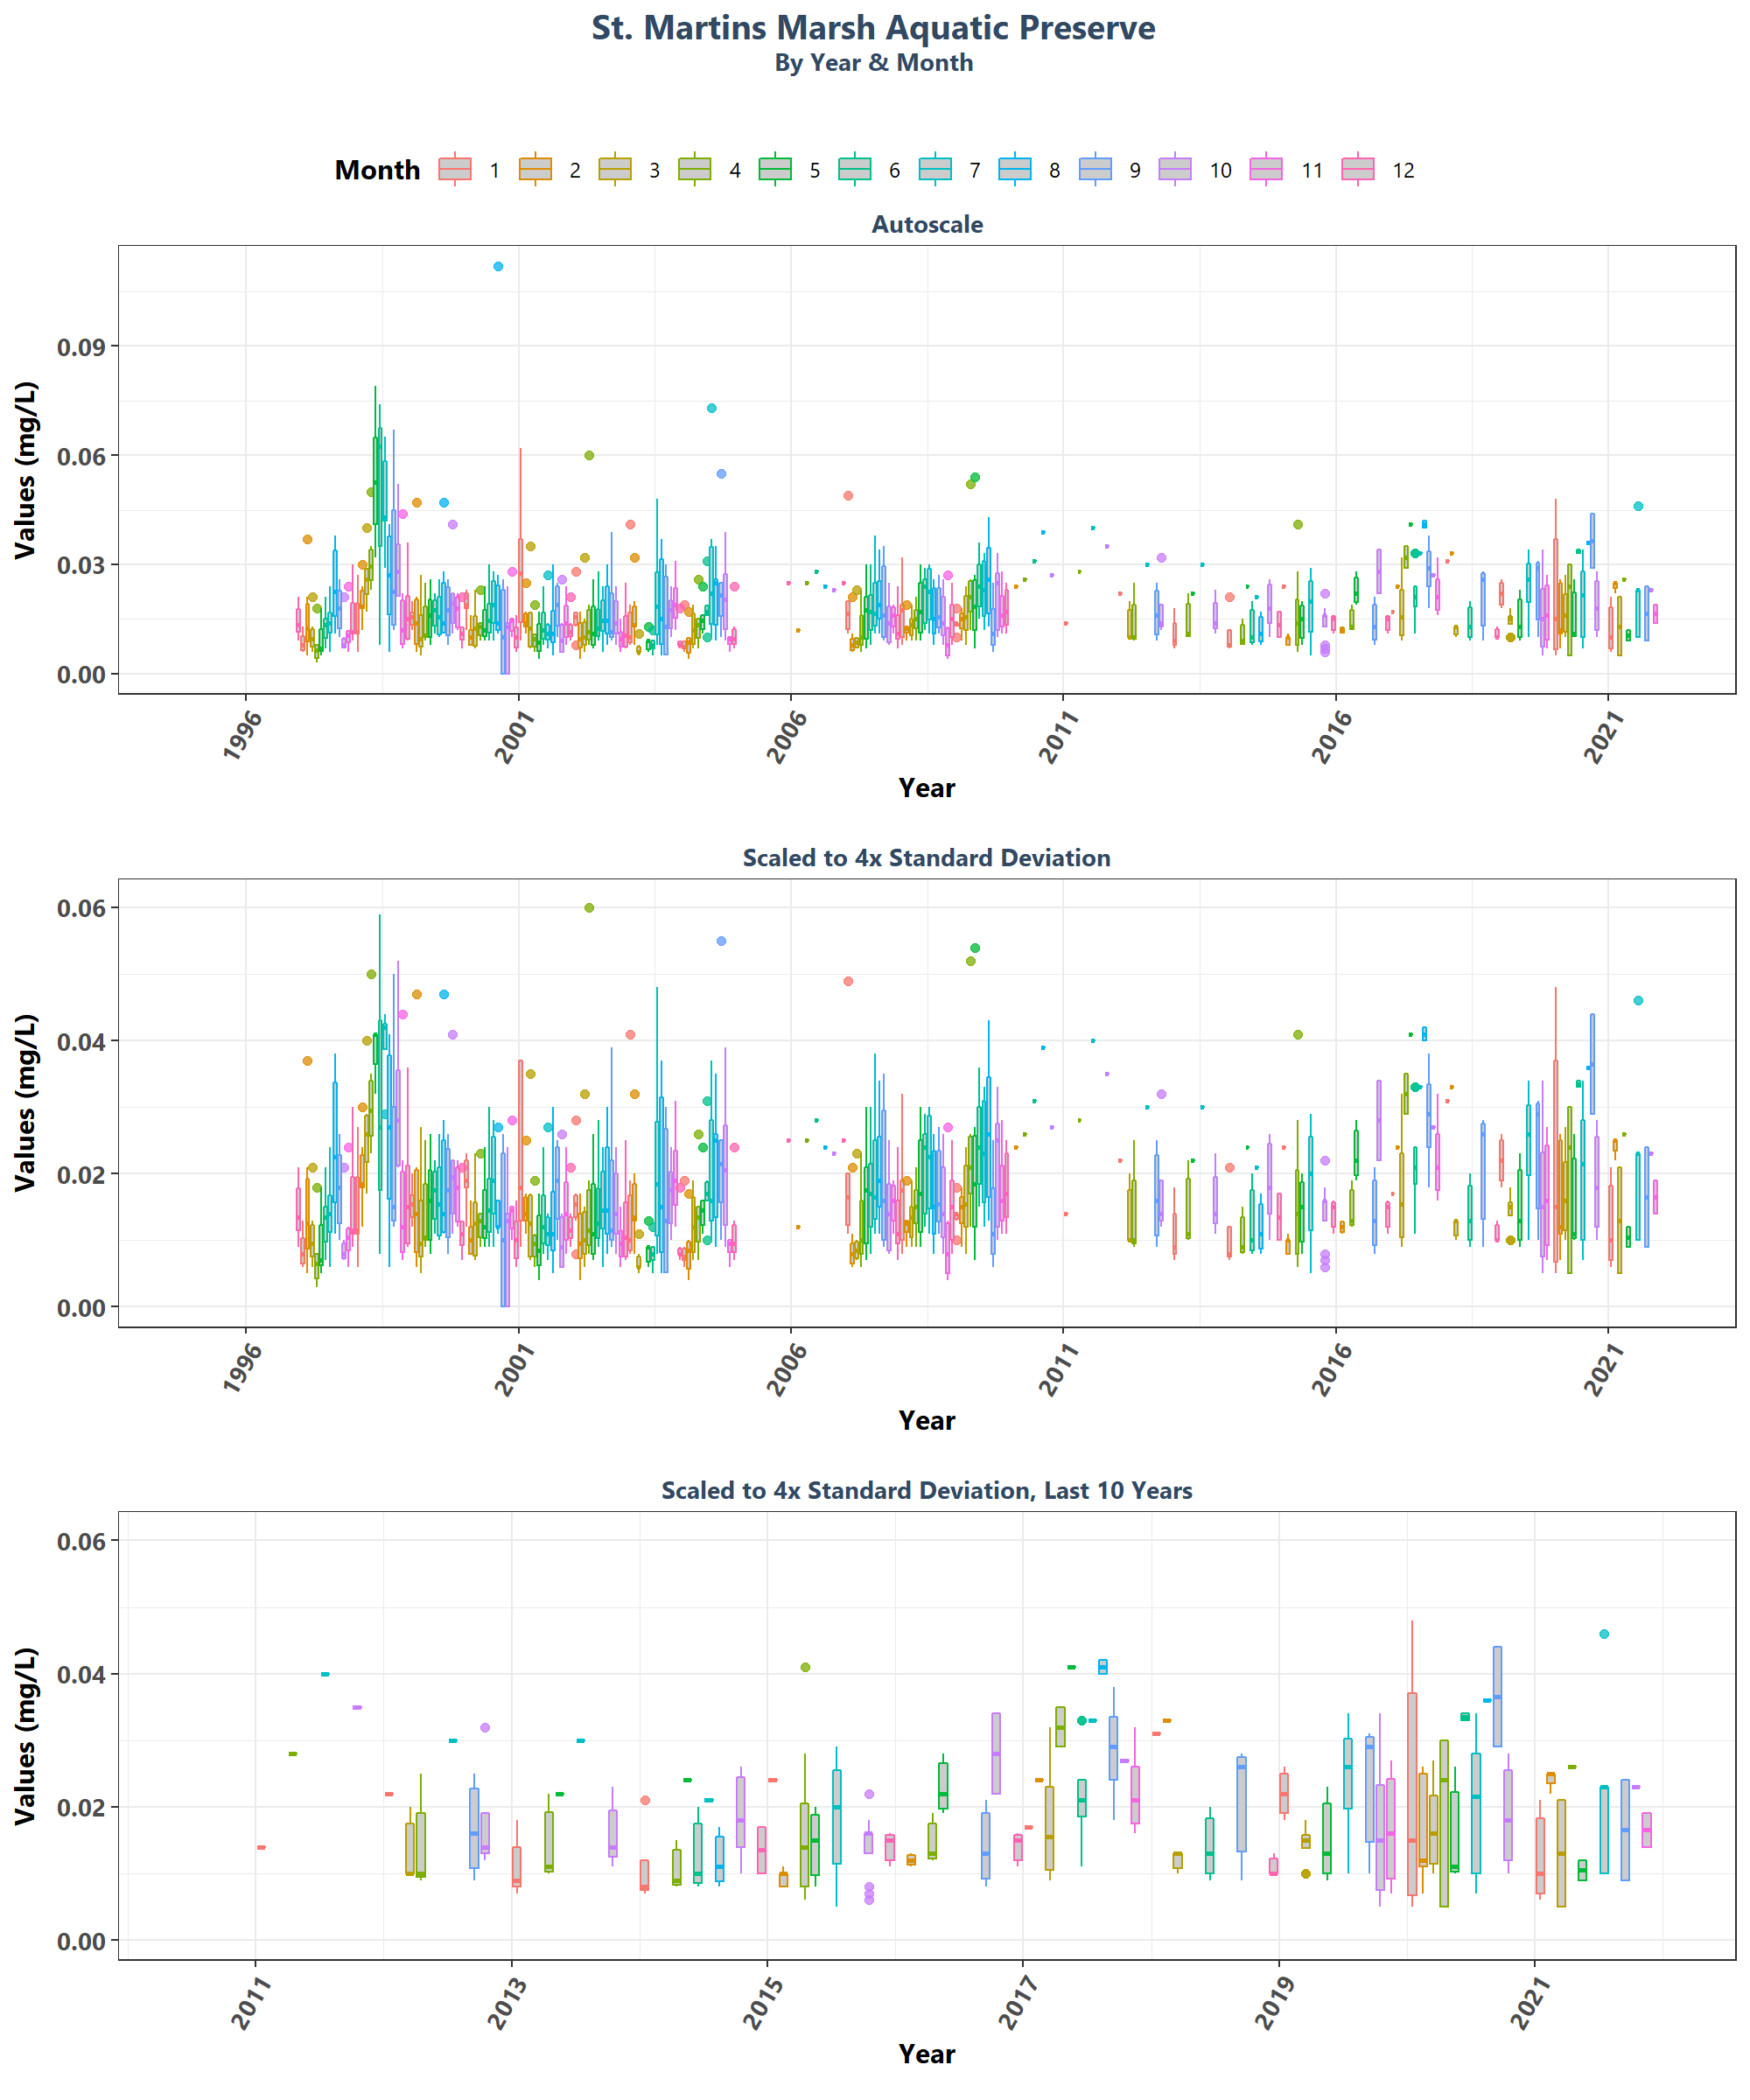 St. Martins Marsh Aquatic Preserve
By Year & Month
Month 1 2 3 4 5 6 7 8 9 10 11 12
Autoscale
Values (mg/L)
0.09
0.06
0.03
0.00
1996 2001 2006 2011 2016 2021
Year
Scaled to 4x Standard Deviation
Values (mg/L)
0.06
0.04
0.02
0.00
1996 2001 2006 2011 2016 2021
Year
Scaled to 4x Standard Deviation, Last 10 Years
Values (mg/L)
0.06
0.04
0.02
0.00
2011 2013 2015 2017 2019 2021
Year